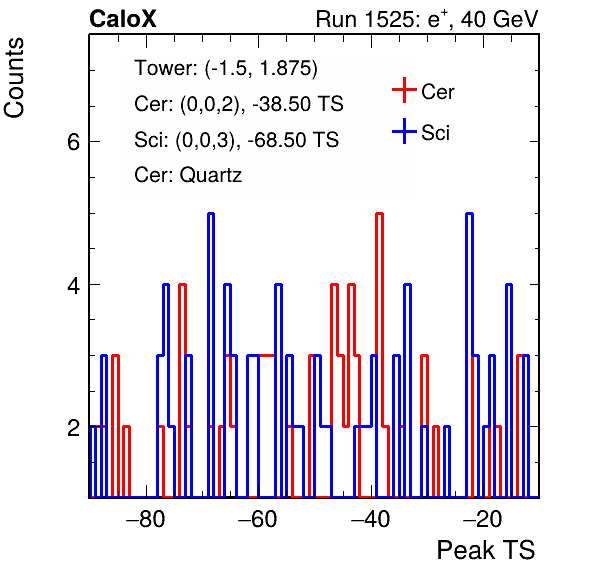 CaloX Run 1525: e⁺, 40 GeV
Counts
Tower: (-1.5, 1.875)
Cer: (0,0,2), -38.50 TS
Sci: (0,0,3), -68.50 TS
Cer: Quartz
Cer
Sci
6
4
2
−80 −60 −40 −20
Peak TS